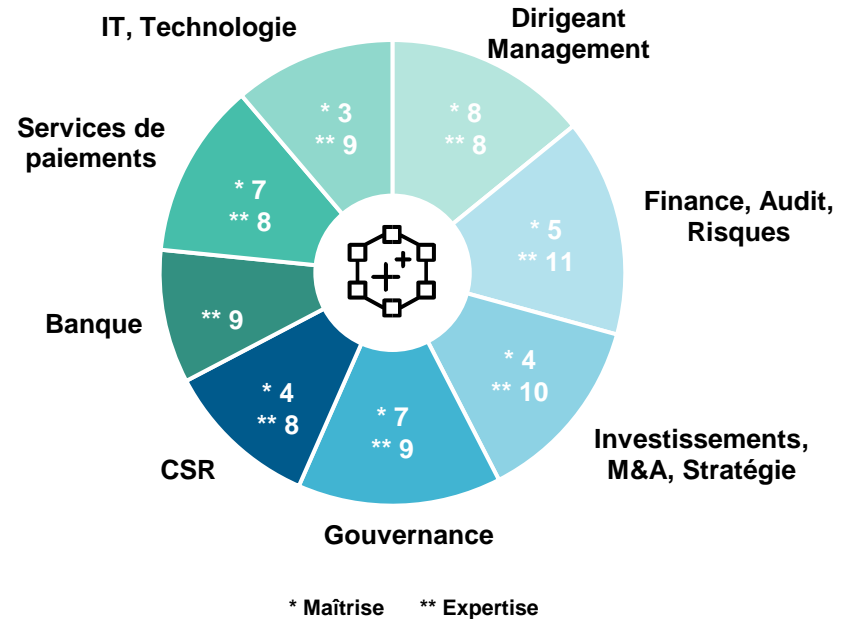 Dirigeant
Management
* 8
** 8
Finance, Audit,
Risques
* 5
** 11
Investissements,
M&A, Stratégie
* 4
** 10
Gouvernance
* 7
** 9
CSR
* 4
** 8
Banque
** 9
Services de
paiements
* 7
** 8
IT, Technologie
* 3
** 9
* Maîtrise ** Expertise